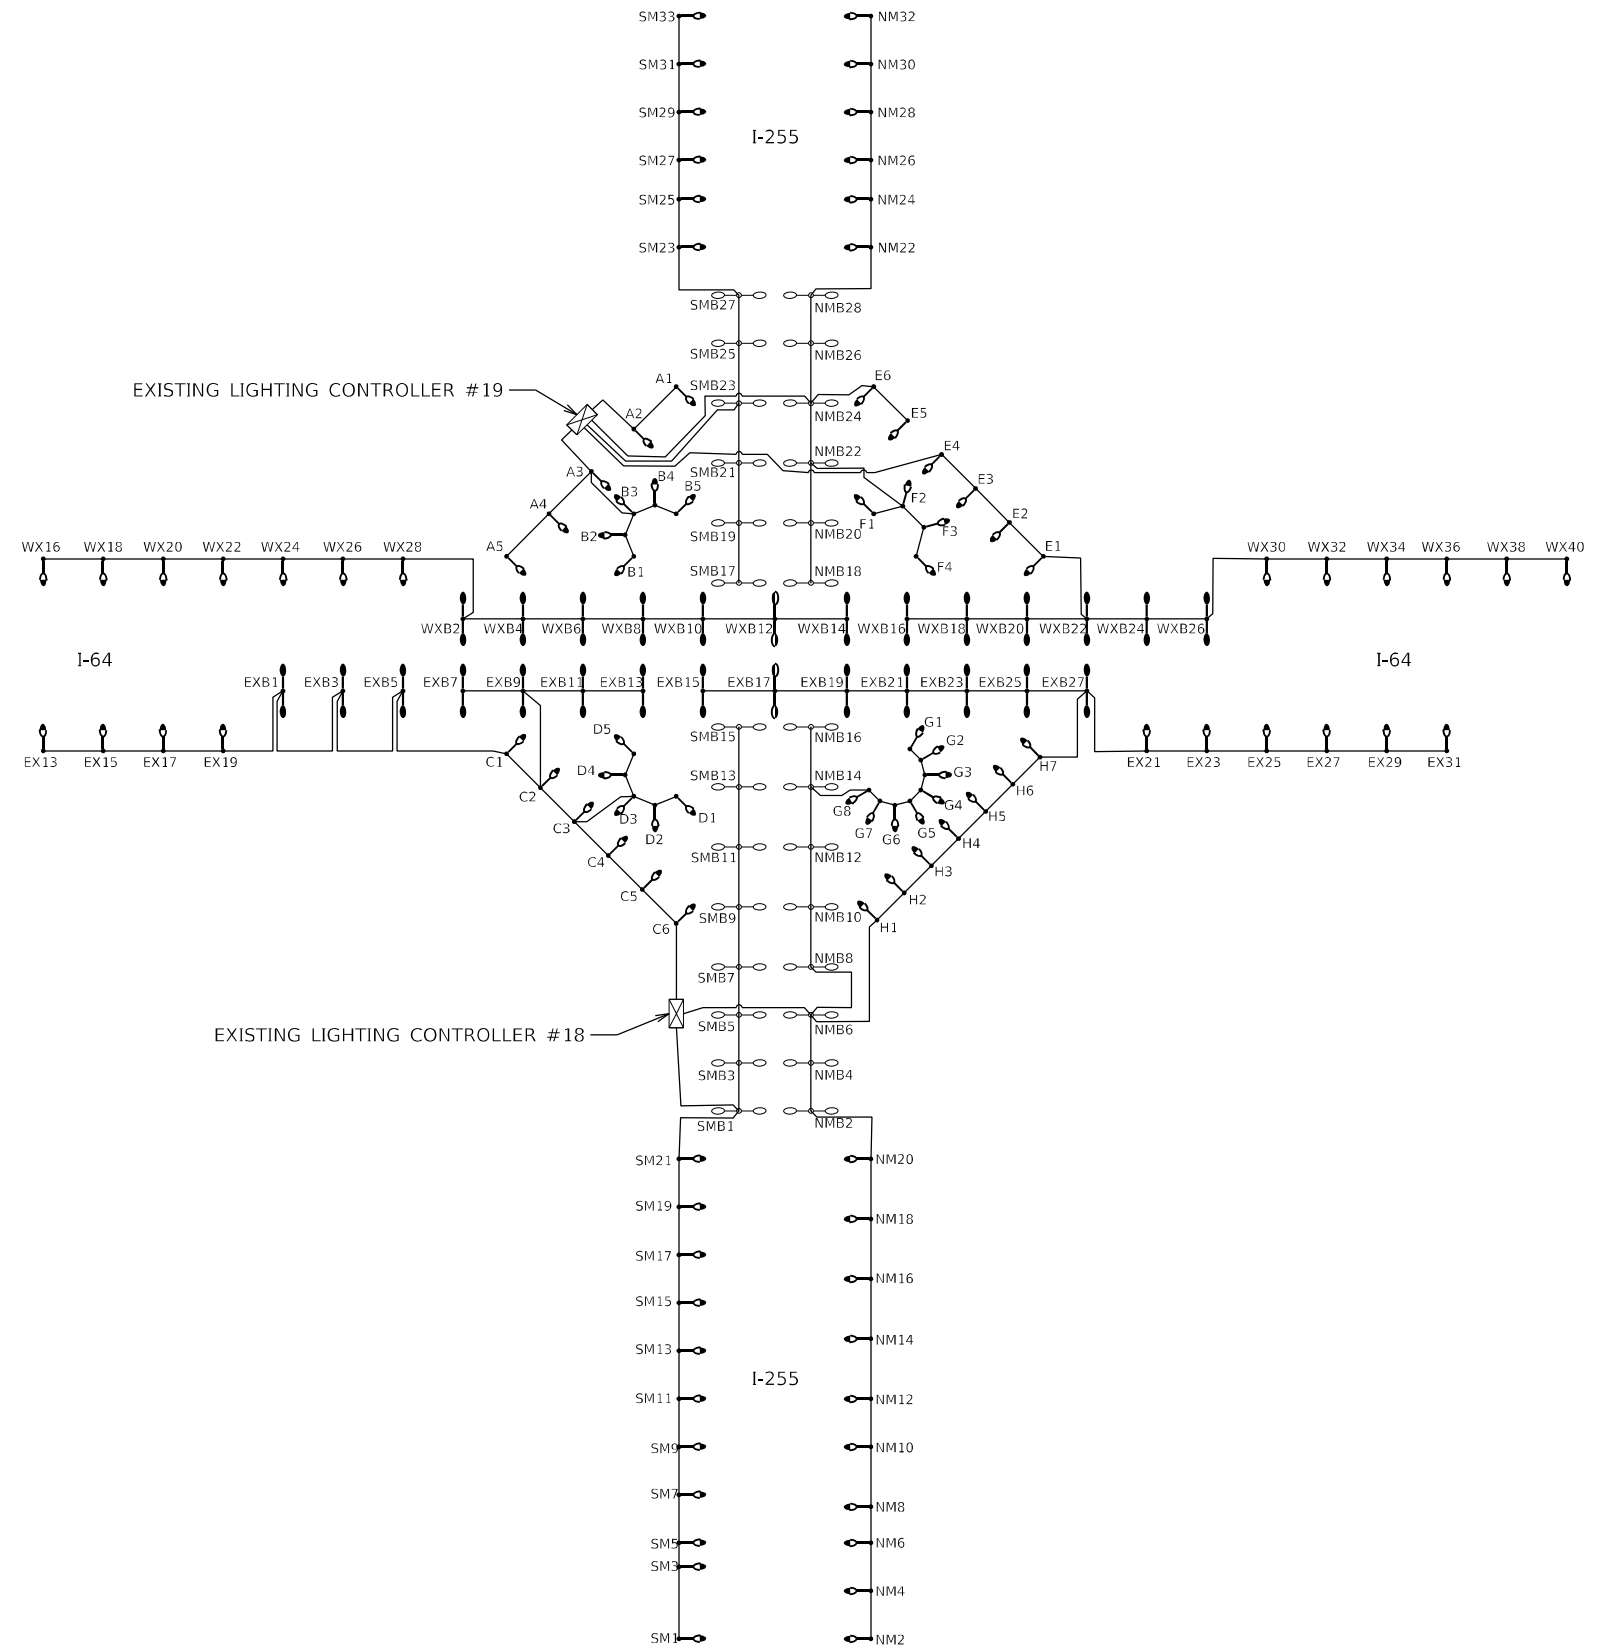 SM33 NM32
SM31 NM30
SM29 NM28
I-255
SM27 NM26
SM25 NM24
SM23 NM22
SMB27 NMB28
SMB25 NMB26
A1 SMB23 E6
EXISTING LIGHTING CONTROLLER #19
A2 NMB24 E5
E4
NMB22
A3 SMB21
B4
B3 B5 E3
A4 F2
E2
F1
B2 SMB19 NMB20 F3
WX16 WX18 WX20 WX22 WX24 WX26 WX28 A5 E1 WX30 WX32 WX34 WX36 WX38 WX40
B1 SMB17 NMB18 F4
WXB2 WXB4 WXB6 WXB8 WXB10 WXB12 WXB14 WXB16 WXB18 WXB20 WXB22 WXB24 WXB26
I-64 I-64
EXB1 EXB3 EXB5 EXB7 EXB9 EXB11 EXB13 EXB15 EXB17 EXB19 EXB21 EXB23 EXB25 EXB27
D5 G1
SMB15 NMB16 G2
EX13 EX15 EX17 EX19 C1 H7 EX21 EX23 EX25 EX27 EX29 EX31
D4 SMB13 NMB14 G3
C2 H6
G8 G4
C3 D3 D1 H5
G7 G5
D2 G6
H4
C4 SMB11 NMB12
H3
C5
H2
SMB9 NMB10
C6 H1
NMB8
SMB7
SMB5 NMB6
EXISTING LIGHTING CONTROLLER #18
SMB3 NMB4
SMB1 NMB2
SM21 NM20
SM19
NM18
SM17
NM16
SM15
NM14
SM13
I-255
SM11 NM12
SM9 NM10
SM7
NM8
SM5 NM6
SM3
NM4
SM1 NM2